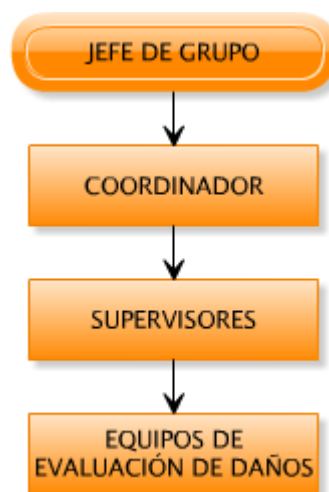 JEFE DE GRUPO
COORDINADOR
SUPERVISORES
EQUIPOS DE
EVALUACIÓN DE DAÑOS